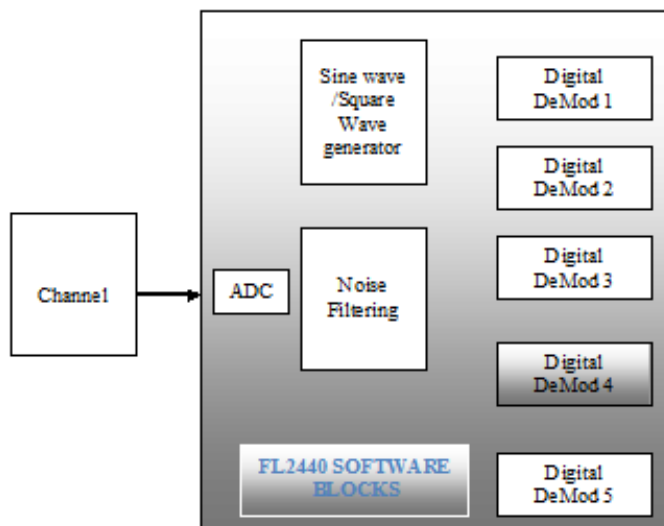 Sine wave
/Square
Wave
generator
Digital
DeMod 1
Digital
DeMod 2
Channel
ADC
Noise
Filtering
Digital
DeMod 3
Digital
DeMod 4
FL2440 SOFTWARE
BLOCKS
Digital
DeMod 5